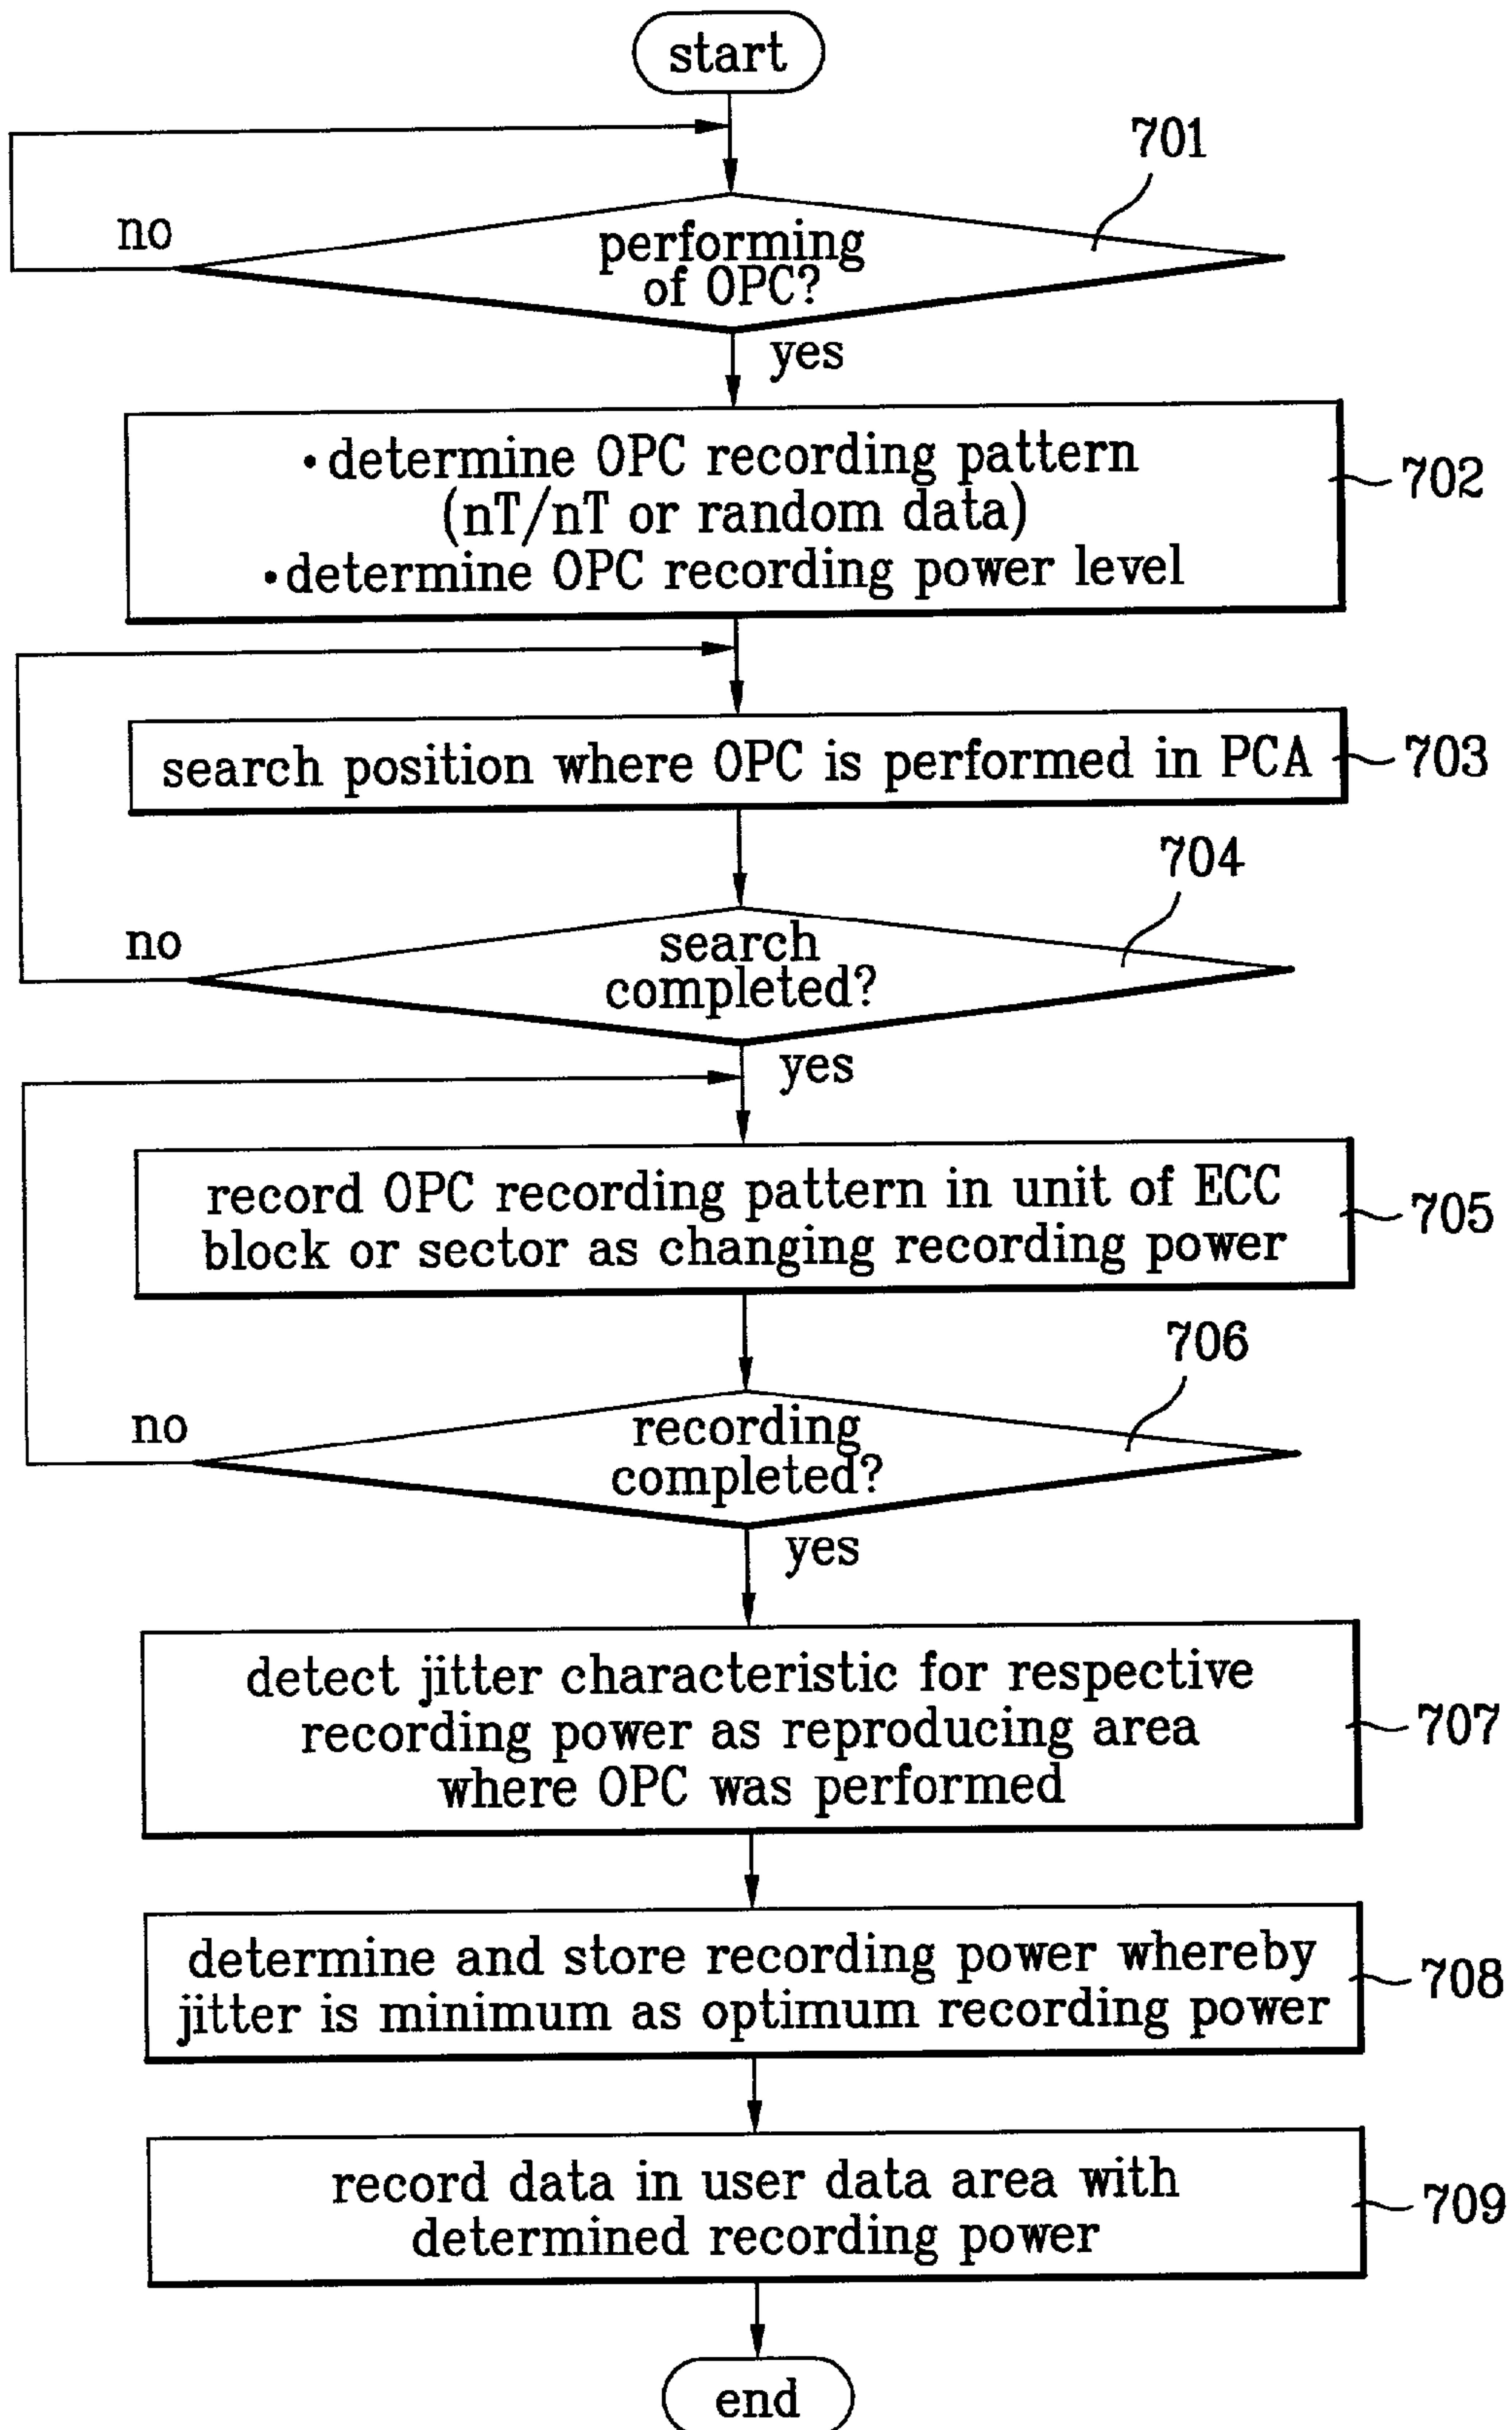 start
701
no
performing
of OPC?
yes
• determine OPC recording pattern
(nT/nT or random data)
• determine OPC recording power level
702
search position where OPC is performed in PCA
703
704
no
search
completed?
yes
record OPC recording pattern in unit of ECC
block or sector as changing recording power
705
706
no
recording
completed?
yes
detect jitter characteristic for respective
recording power as reproducing area
where OPC was performed
707
determine and store recording power whereby
jitter is minimum as optimum recording power
708
record data in user data area with
determined recording power
709
end